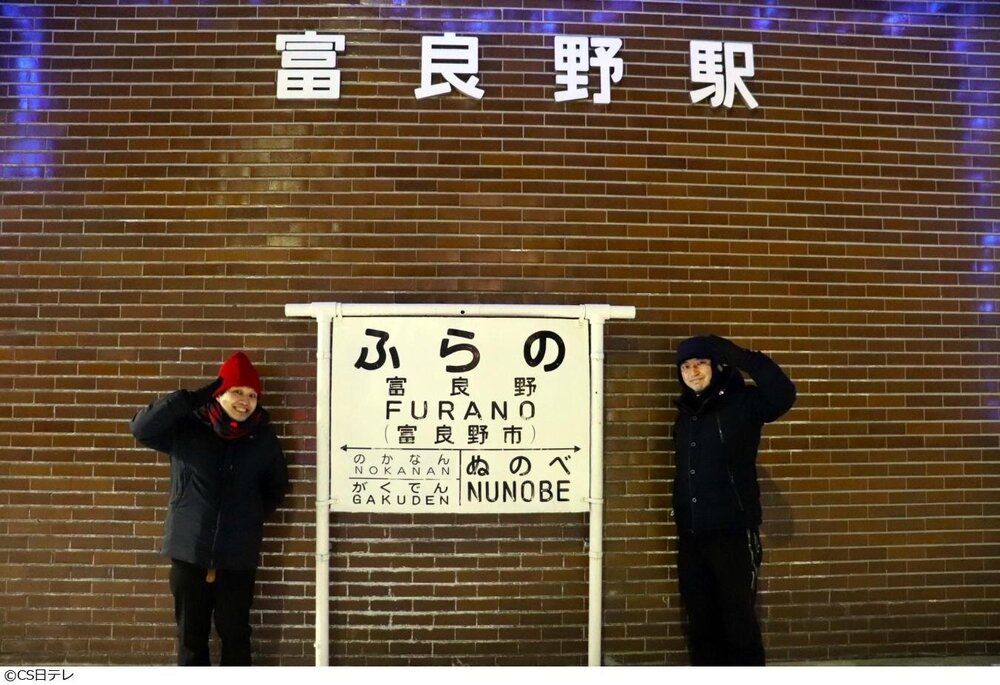 富良野駅
ふらの
富良野
FURANO
(富良野市)
のかなん
NOKANAN
がくでん
GAKUDEN
ぬのべ
NUNOBE
©CS日テレ